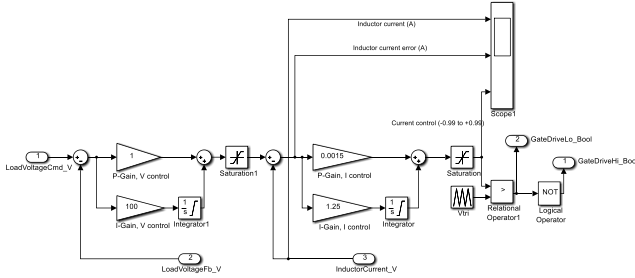 Inductor current (A)
Inductor current error (A)
Scope1
Current control (-0.99 to +0.99)
2
GateDriveLo_Bool
1
GateDriveHi_Bool
1
LoadVoltageCmd_V
1
P-Gain, V control
Saturation1
0.0015
P-Gain, I control
Saturation
>
Relational
Operator1
NOT
Logical
Operator
Vtri
100
I-Gain, V control
1
s
Integrator1
1.25
I-Gain, I control
1
s
Integrator
2
LoadVoltageFb_V
3
InductorCurrent_V